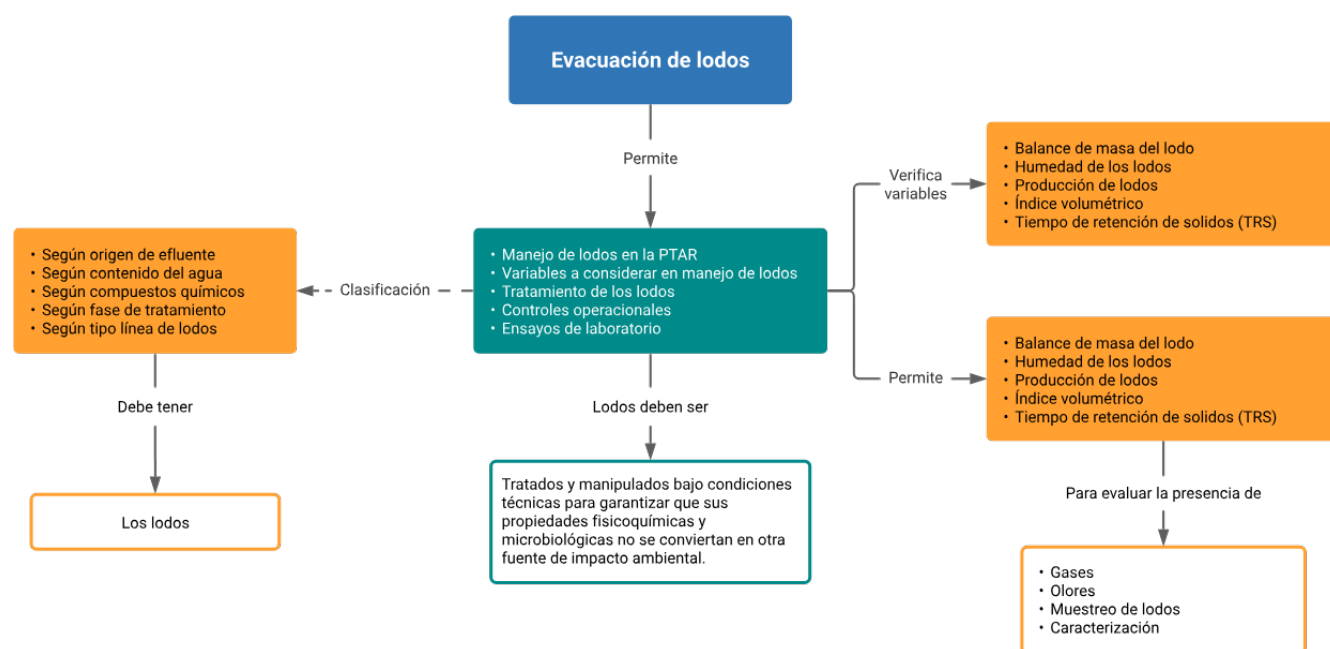 Evacuación de lodos
Permite
Verifica
variables
• Balance de masa del lodo
• Humedad de los lodos
• Producción de lodos
• Índice volumétrico
• Tiempo de retención de solidos (TRS)
• Según origen de efluente
• Según contenido del agua
• Según compuestos químicos
• Según fase de tratamiento
• Según tipo línea de lodos
Clasificación
• Manejo de lodos en la PTAR
• Variables a considerar en manejo de lodos
• Tratamiento de los lodos
• Controles operacionales
• Ensayos de laboratorio
Permite
• Balance de masa del lodo
• Humedad de los lodos
• Producción de lodos
• Índice volumétrico
• Tiempo de retención de solidos (TRS)
Debe tener
Lodos deben ser
Los lodos
Tratados y manipulados bajo condiciones
técnicas para garantizar que sus
propiedades fisicoquímicas y
microbiológicas no se conviertan en otra
fuente de impacto ambiental.
Para evaluar la presencia de
• Gases
• Olores
• Muestreo de lodos
• Caracterización